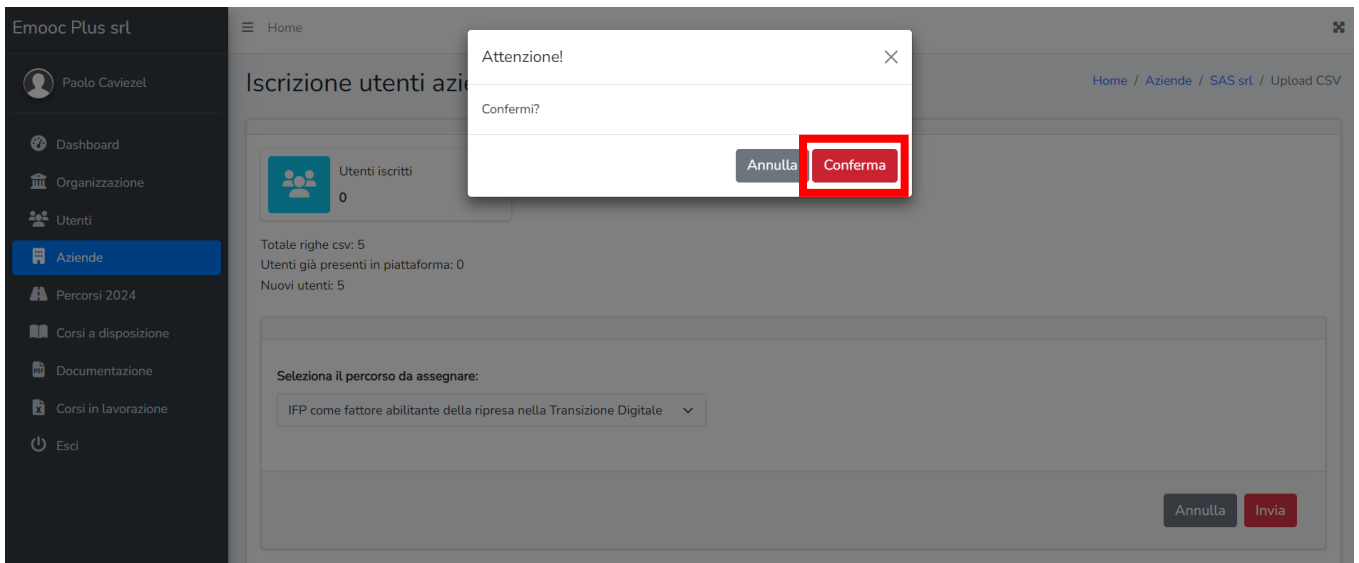 Emooc Plus srl
Home
Paolo Caviezel
Dashboard
Organizzazione
Utenti
Aziende
Percorsi 2024
Corsi a disposizione
Documentazione
Corsi in lavorazione
Esci
Iscrizione utenti azie
Home / Aziende / SAS srl / Upload CSV
Attenzione!
Confermi?
Annulla
Conferma
Utenti iscritti
0
Totale righe csv: 5
Utenti già presenti in piattaforma: 0
Nuovi utenti: 5
Seleziona il percorso da assegnare:
IFP come fattore abilitante della ripresa nella Transizione Digitale
Annulla
Invia